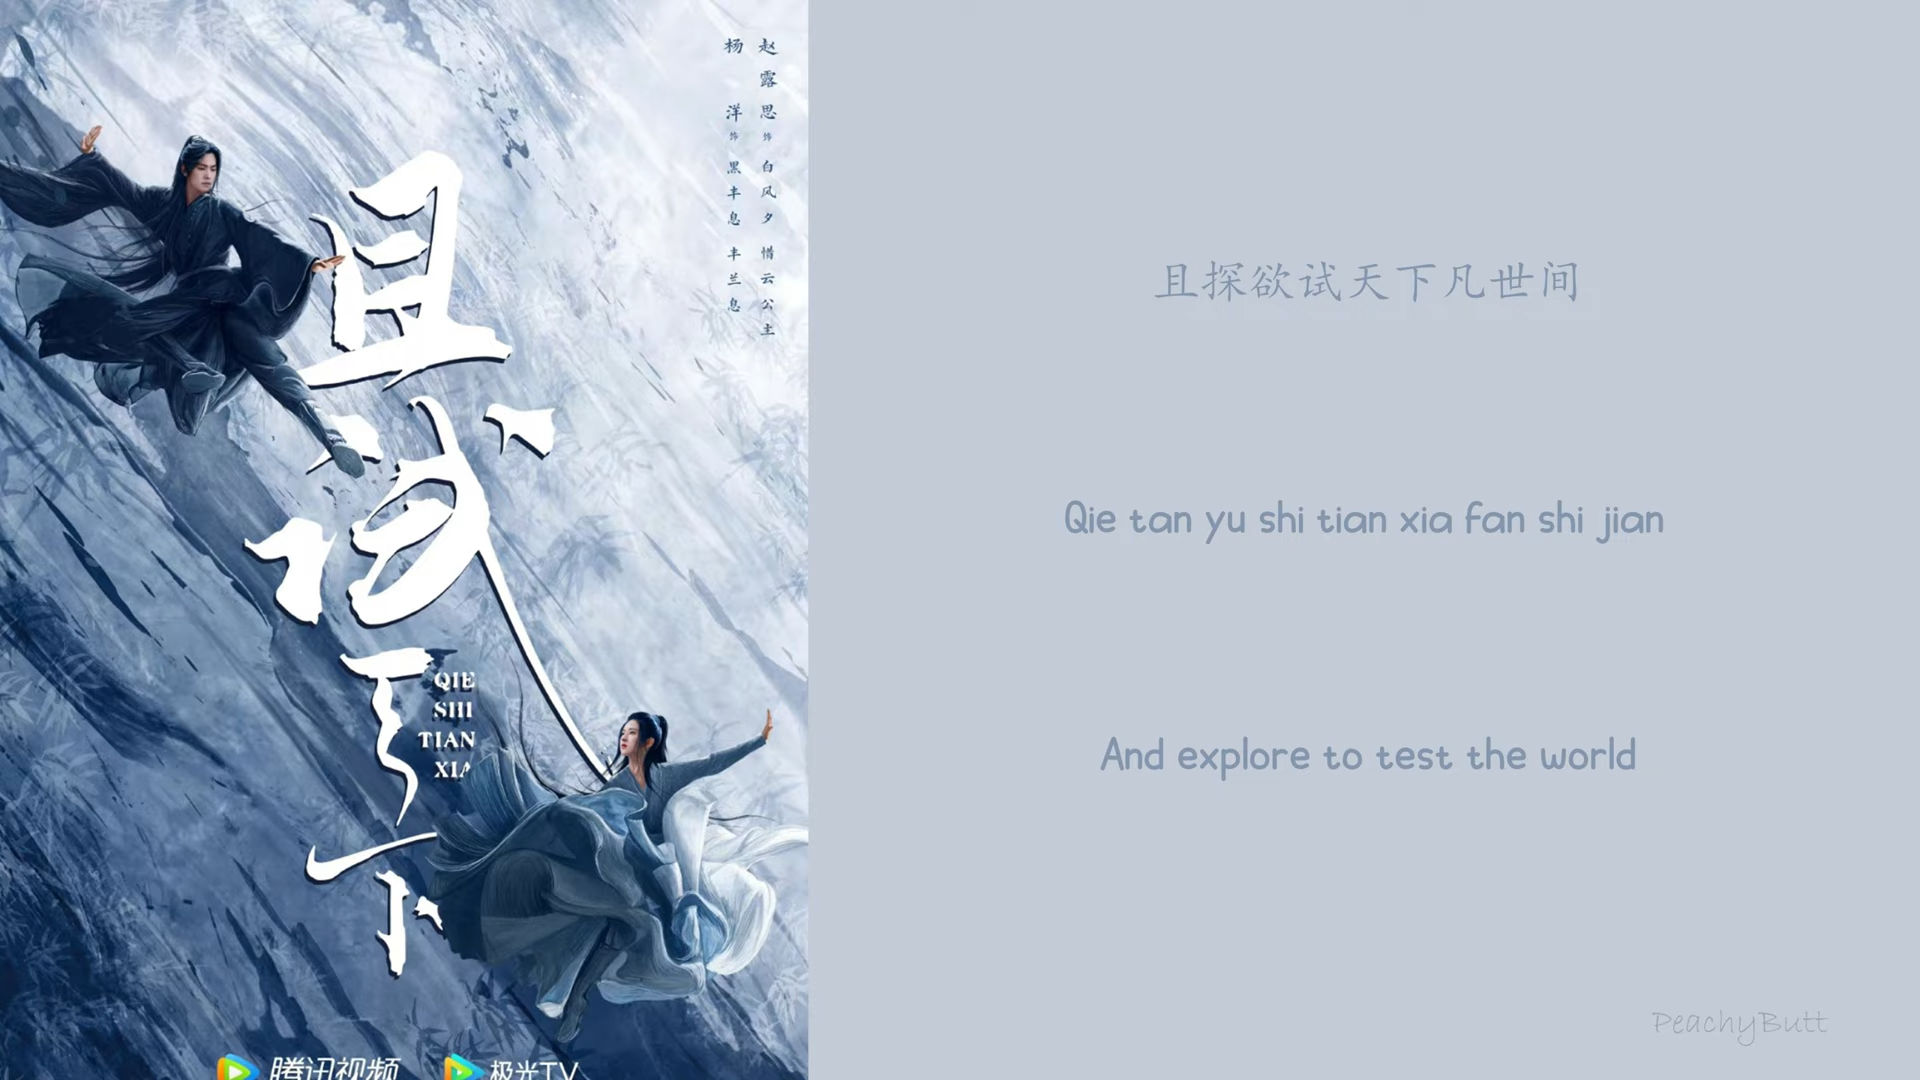 赵露思 饰 白风夕 惜云公主
杨洋 饰 黑丰息 丰兰息
且试天下
QIE
SHI
TIAN
XIA
腾讯视频
极光TV
且探欲试天下凡世间
Qie tan yu shi tian xia fan shi jian
And explore to test the world
PeachyButt